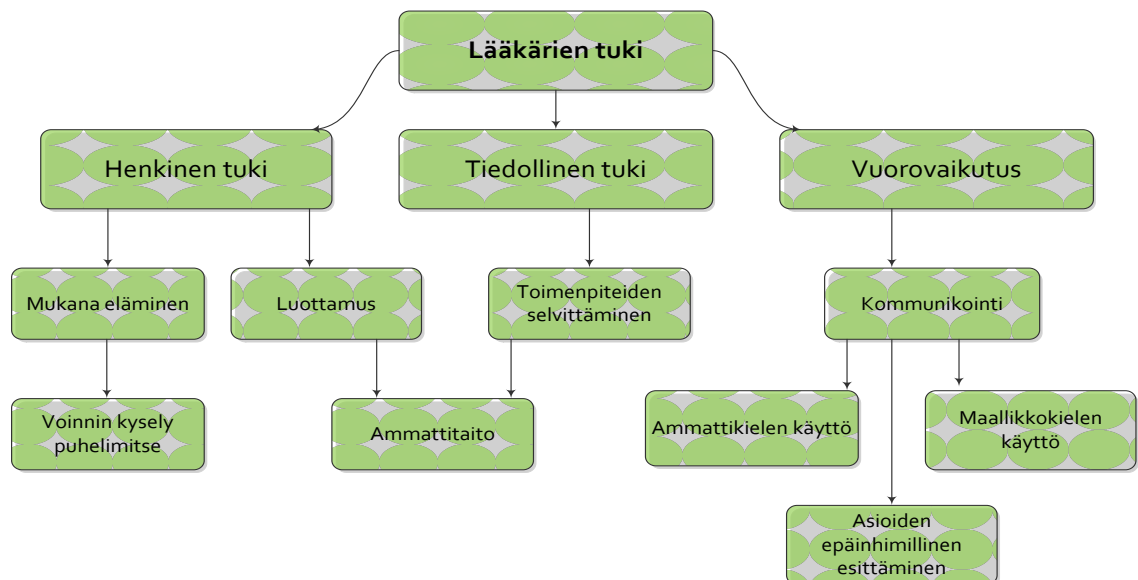 Lääkärien tuki
Henkinen tuki
Tiedollinen tuki
Vuorovaikutus
Mukana eläminen
Luottamus
Toimenpiteiden
selvittäminen
Kommunikointi
Voinnin kysely
puhelimitse
Ammattitaito
Ammattikielen käyttö
Maallikkokielen
käyttö
Asioiden
epäinhimillinen
esittäminen